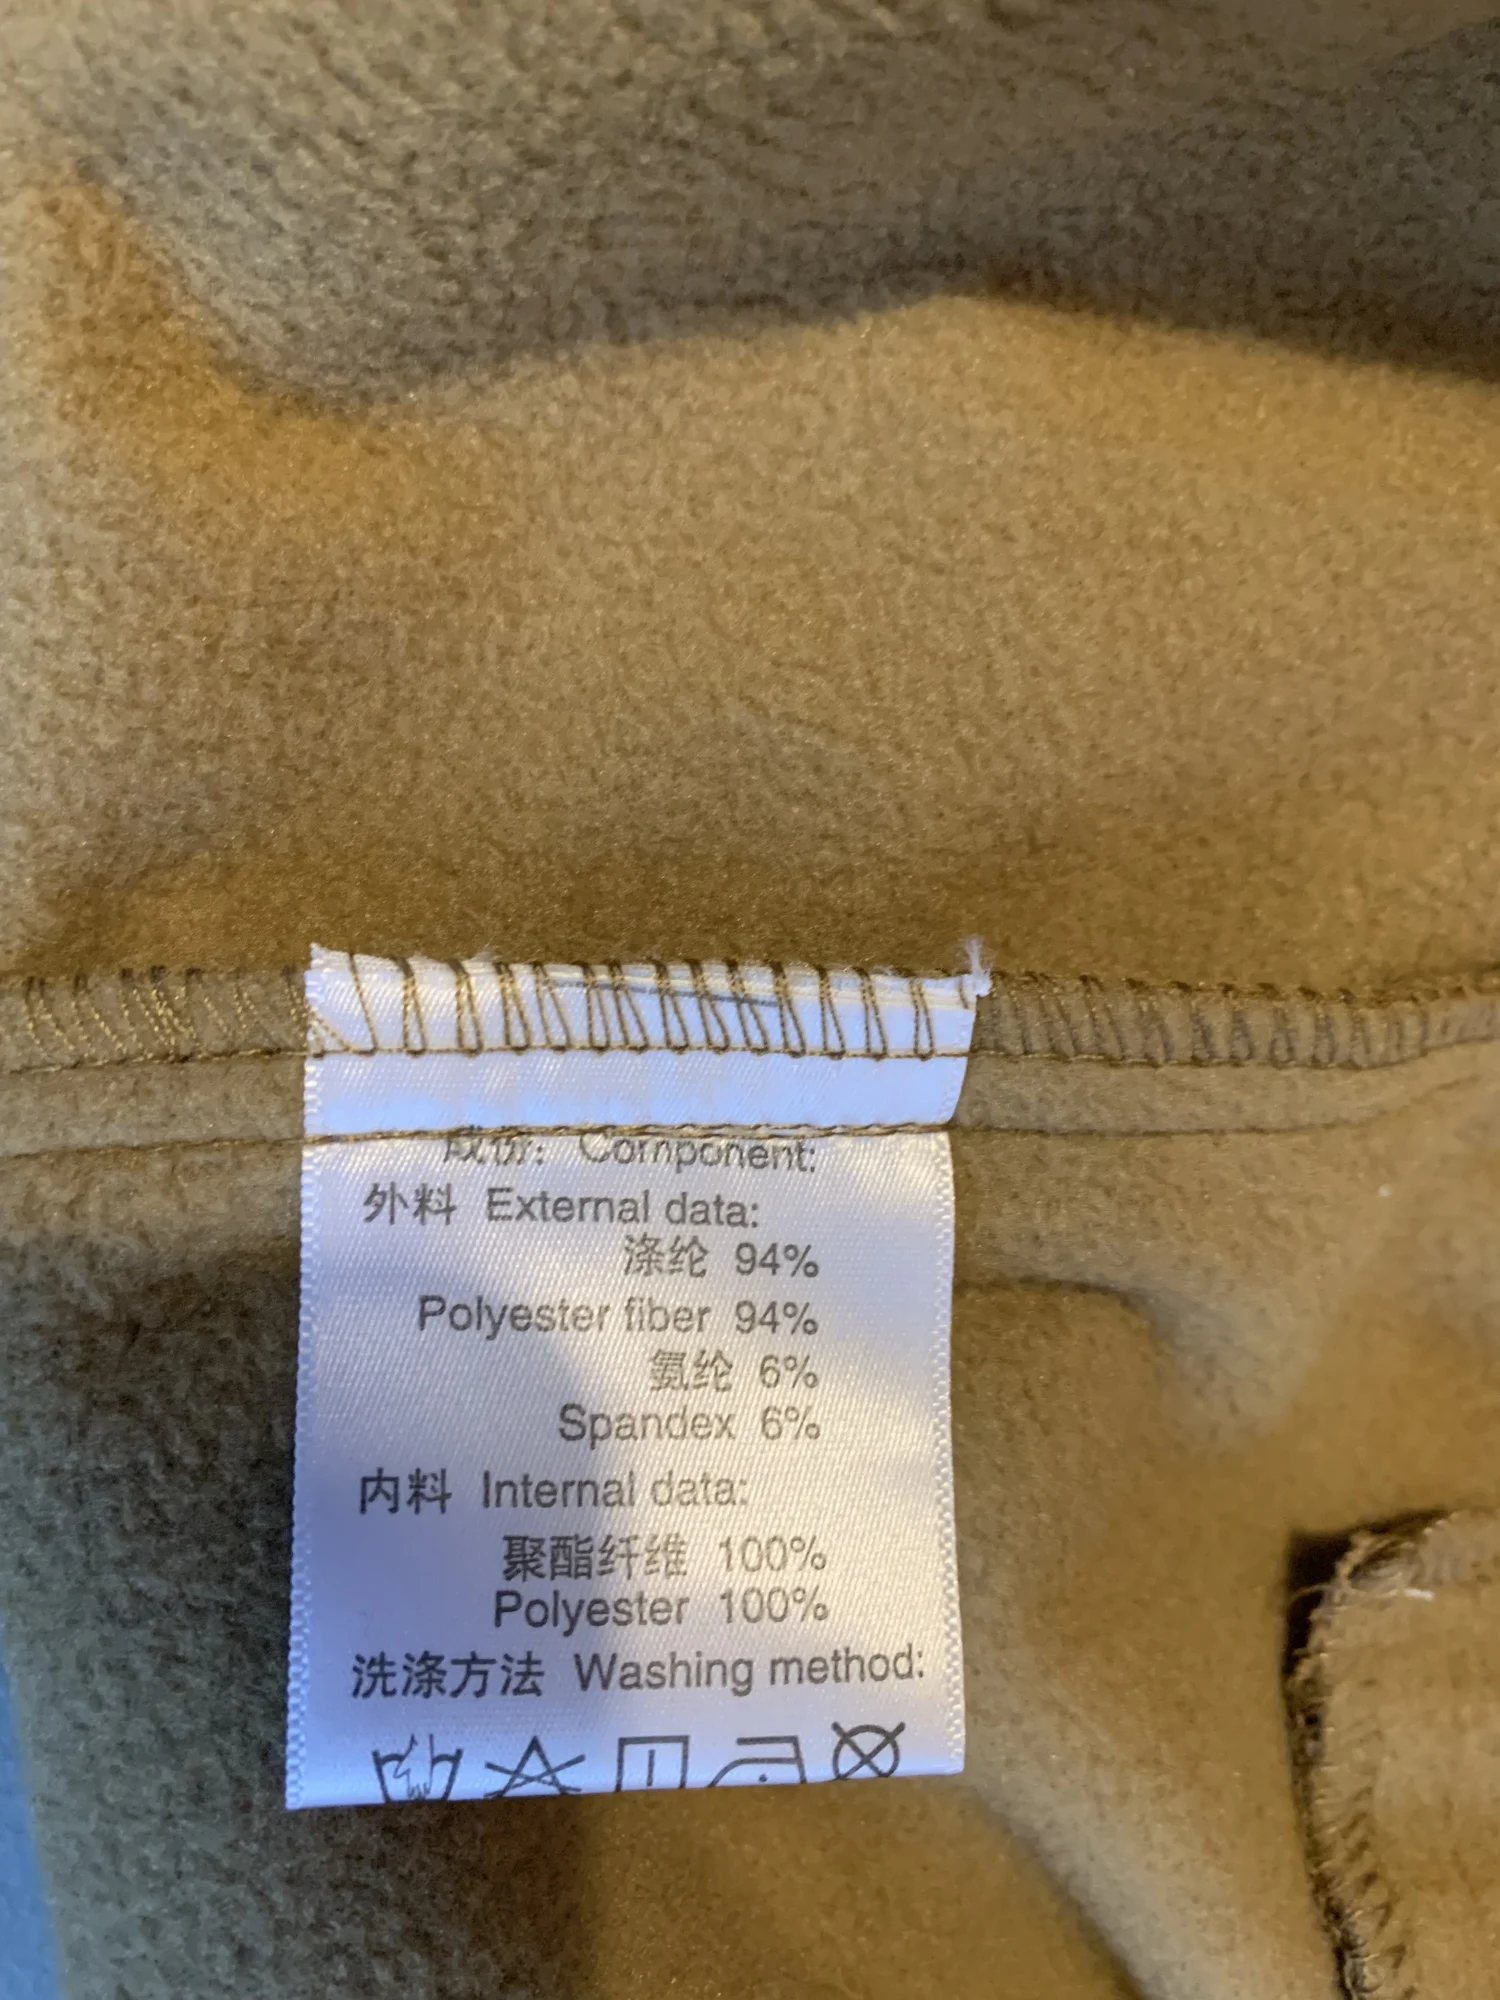 成份: Component:
外料 External data:
涤纶 94%
Polyester fiber 94%
氨纶 6%
Spandex 6%
内料 Internal data:
聚酯纤维 100%
Polyester 100%
洗涤方法 Washing method: